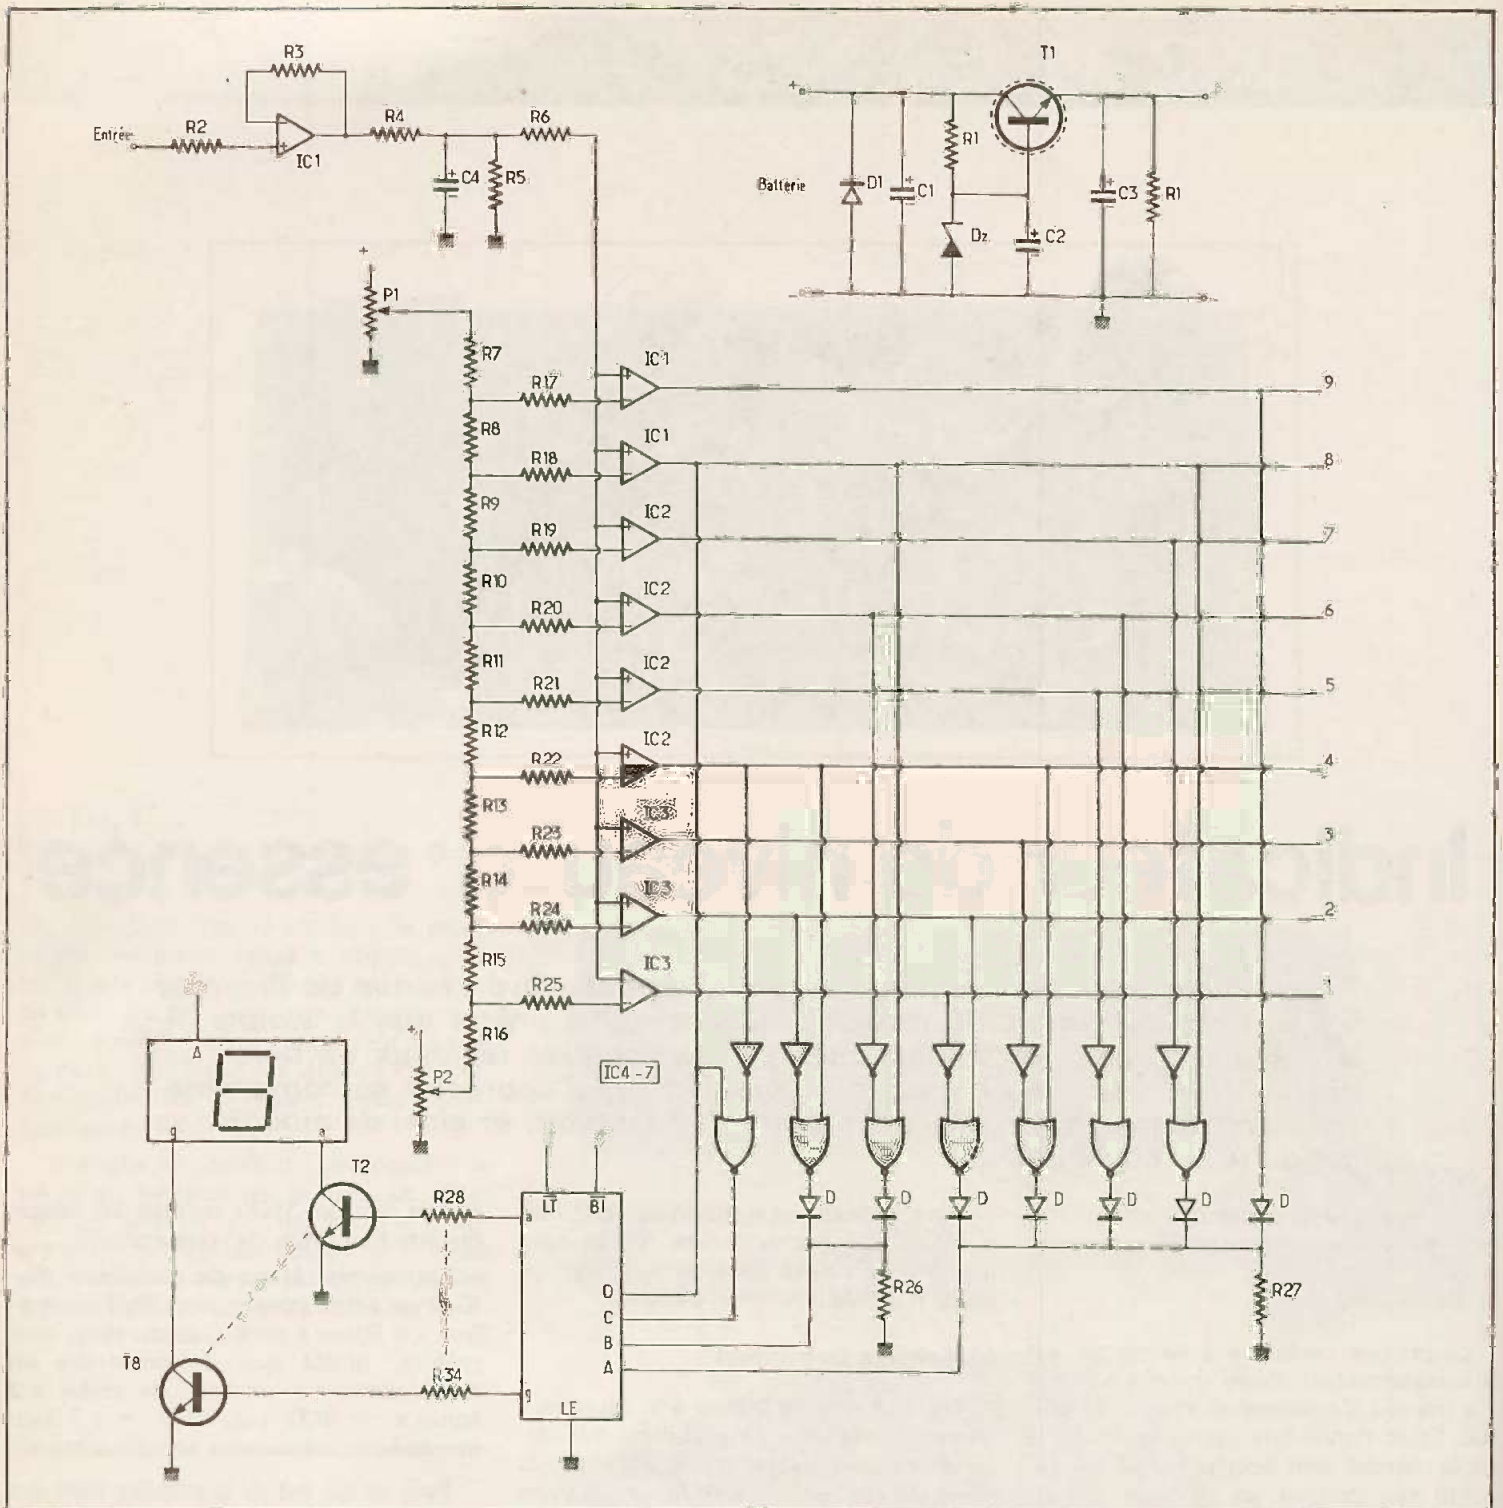 R3
T1
R2
R4
R6
Entrée
IC1
C4
R5
R1
Batterie
D1
C1
C3
R1
Dz
C2
P1
R7
R17
IC1
9
R8
R18
IC1
8
R9
R19
IC2
7
R10
R20
IC2
6
R11
R21
IC2
5
R12
R22
IC2
4
R13
R23
IC3
3
R14
R24
IC3
2
R15
R25
IC3
1
R16
A
P2
IC4-7
g
a
T2
R28
a
LT
BI
D
D
D
D
D
D
D
D
R26
R27
C
B
A
T8
R34
g
LE